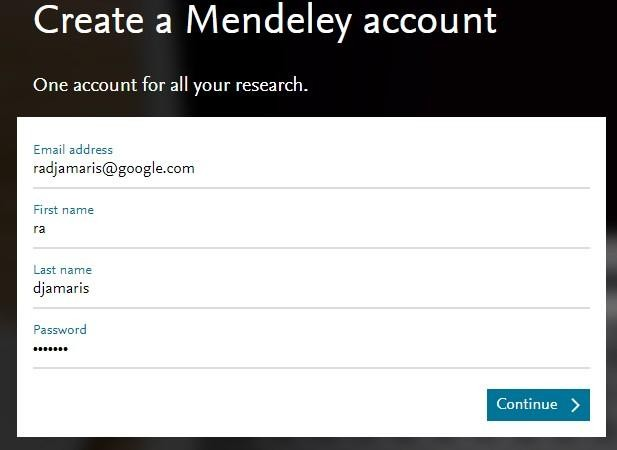 Create a Mendeley account
One account for all your research.
Email address
radjamaris@google.com
First name
ra
Last name
djamaris
Password
•••••••
Continue